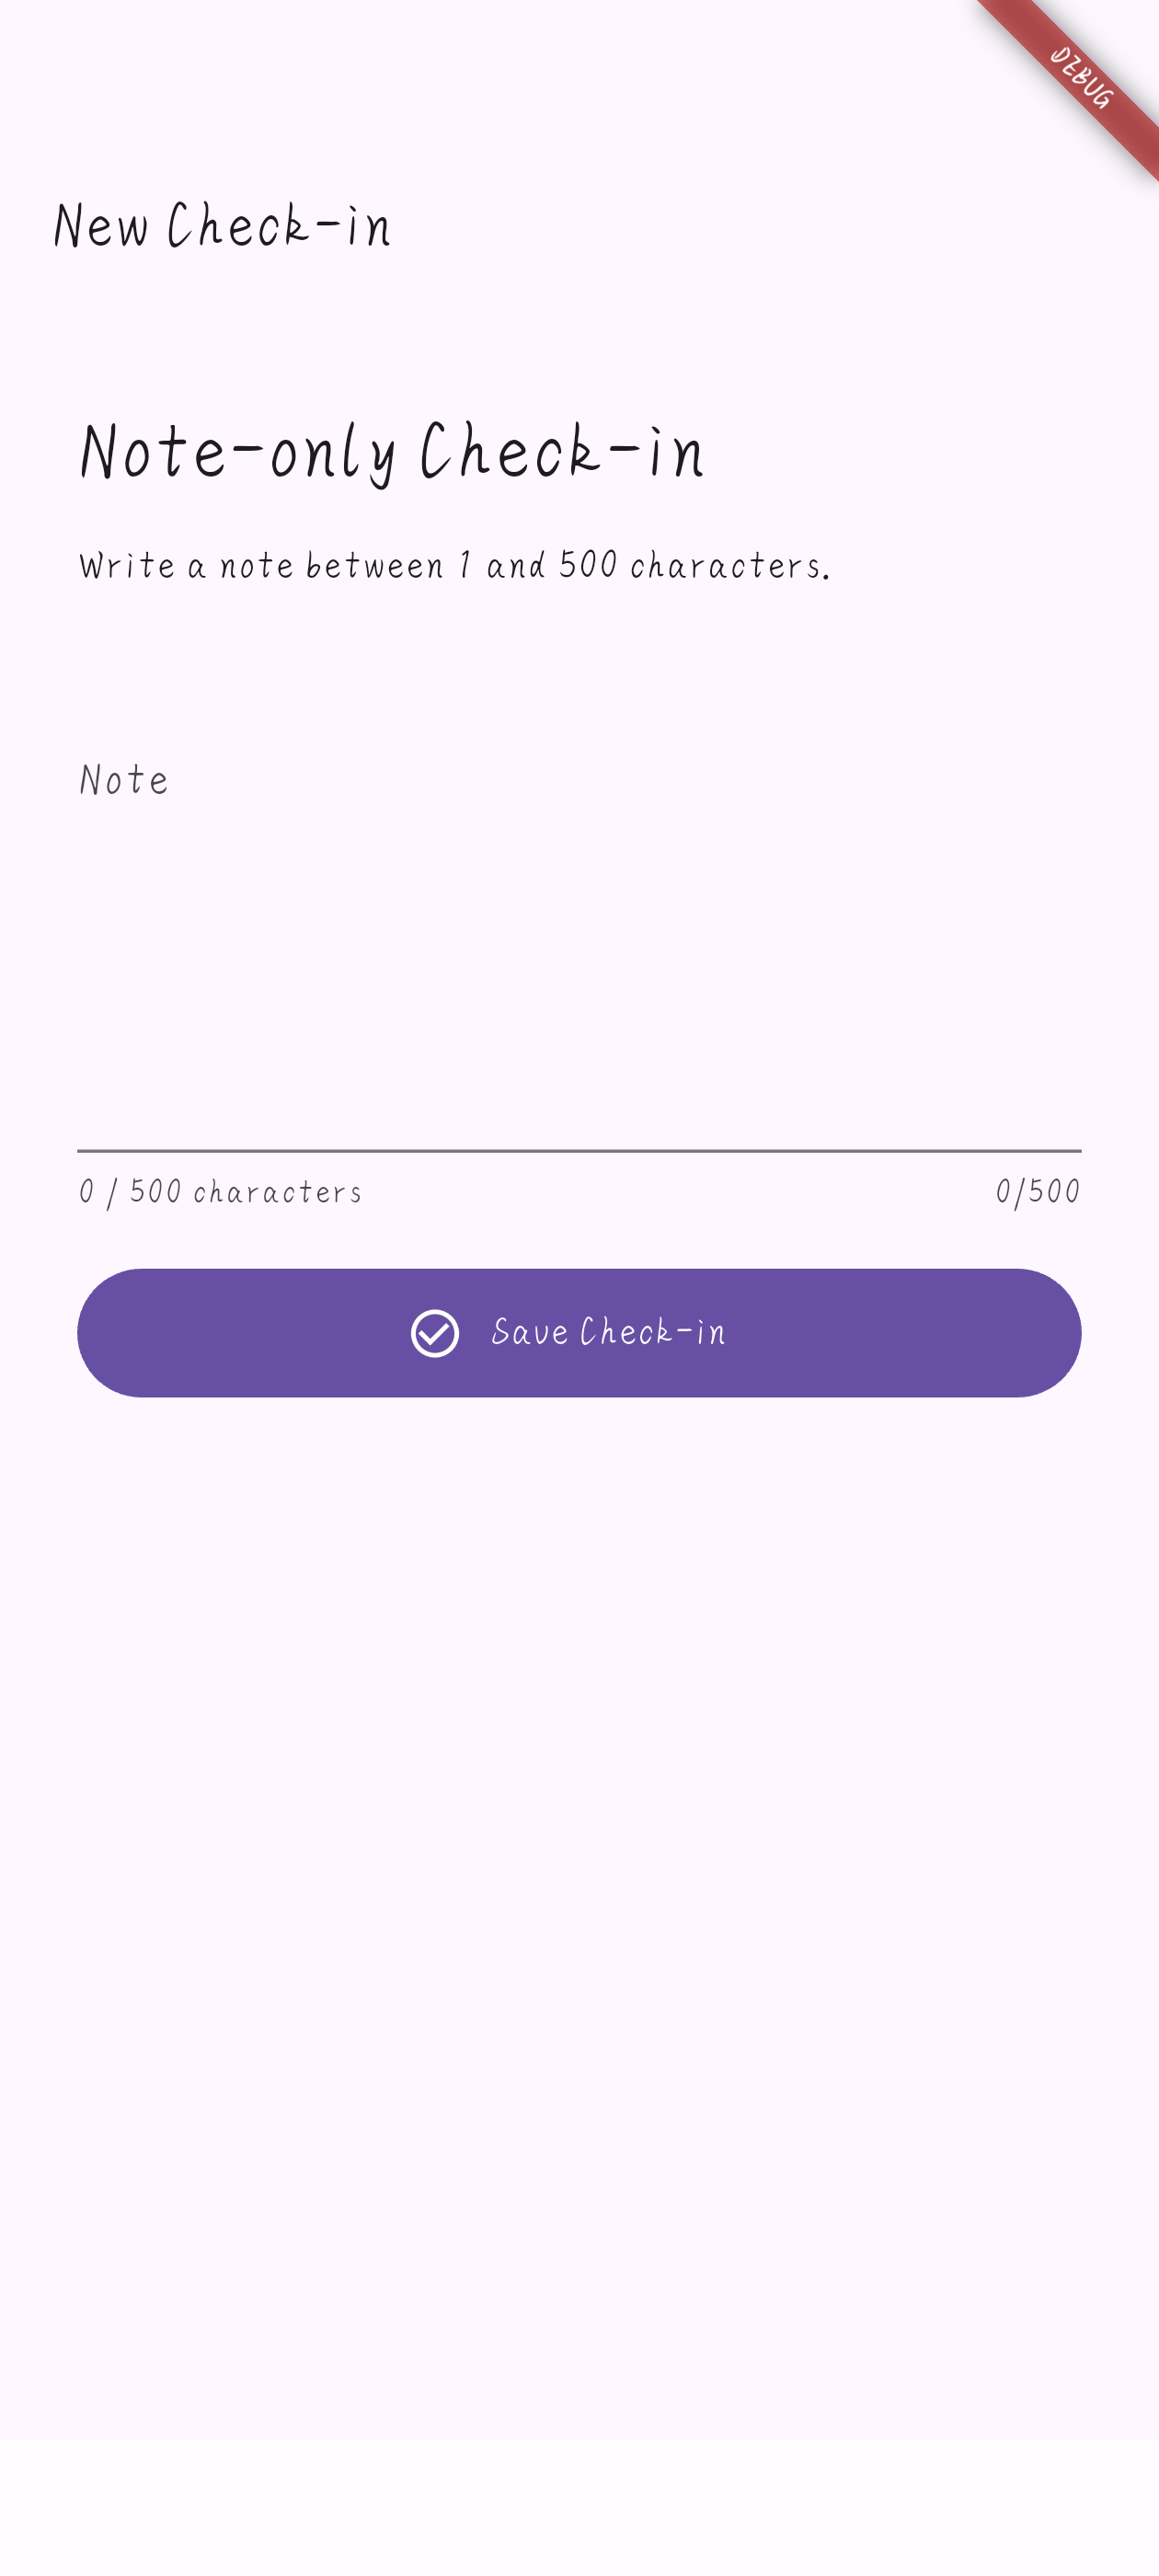 DEBUG
New Check-in
Note-only Check-in
Write a note between 1 and 500 characters.
Note
0 / 500 characters
0/500
Save Check-in